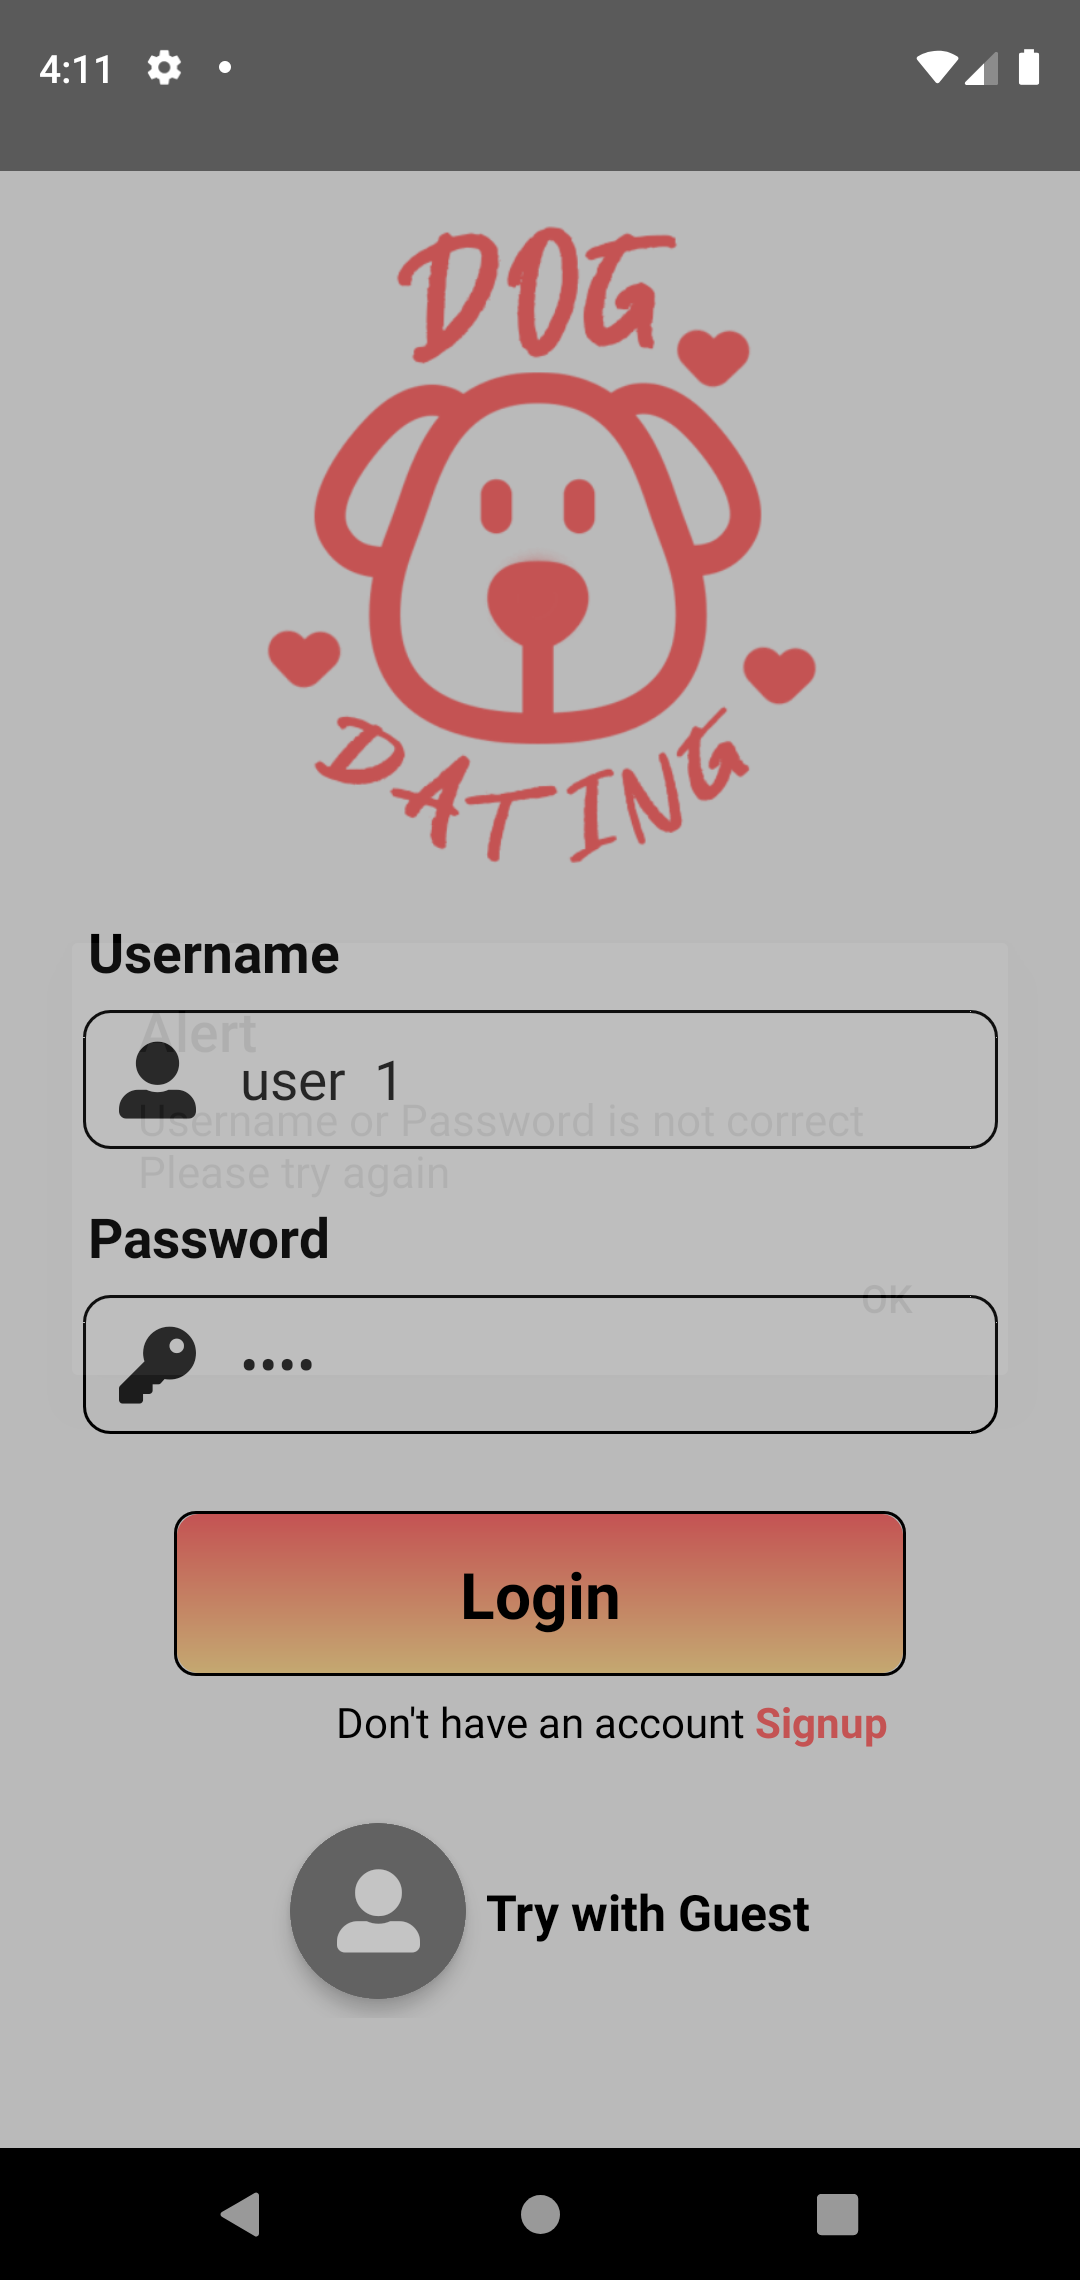 4:11
DOG
DATING
Username
Alert
user  1
Username or Password is not correct
Please try again
Password
OK
••••
Login
Don't have an account Signup
Try with Guest